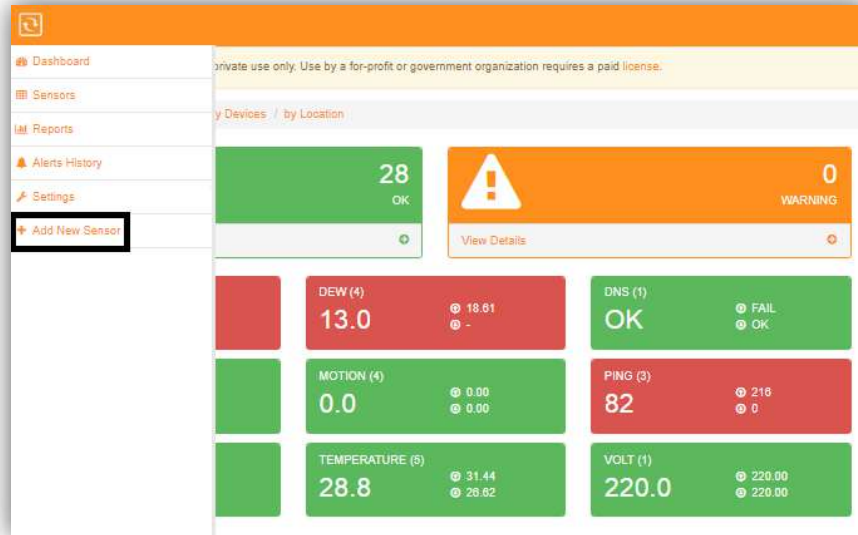 Dashboard
Sensors
Reports
Alerts History
Settings
Add New Sensor
private use only. Use by a for-profit or government organization requires a paid license.
y Devices / by Location
28
OK
0
WARNING
View Details
DEW (4)
13.0
18.61
-
DNS (1)
OK
FAIL
OK
MOTION (4)
0.0
0.00
0.00
PING (3)
82
216
0
TEMPERATURE (5)
28.8
31.44
26.62
VOLT (1)
220.0
220.00
220.00